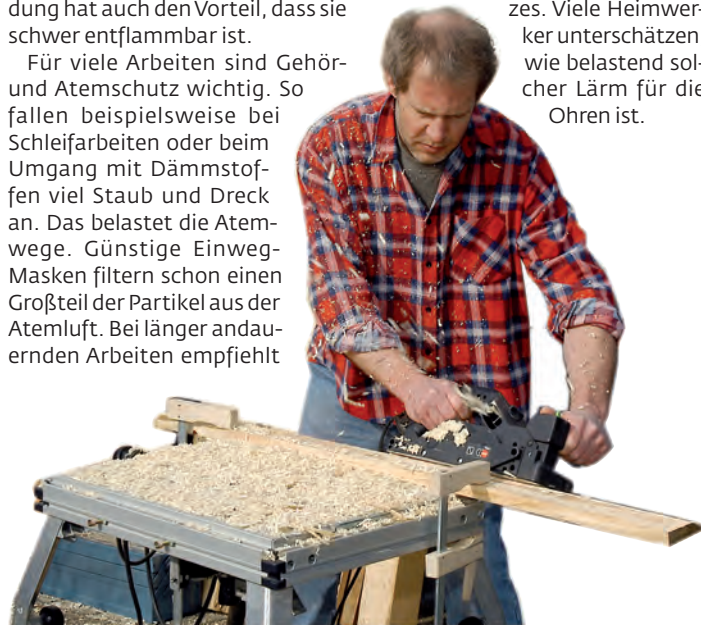 dung hat auch den Vorteil, dass sie
schwer entflammbar ist.
Für viele Arbeiten sind Gehör-
und Atemschutz wichtig. So
fallen beispielsweise bei
Schleifarbeiten oder beim
Umgang mit Dämmstof-
fen viel Staub und Dreck
an. Das belastet die Atem-
wege. Günstige Einweg-
Masken filtern schon einen
Großteil der Partikel aus der
Atemluft. Bei länger andau-
ernden Arbeiten empfiehlt
zes. Viele Heimwer-
ker unterschätzen
wie belastend sol-
cher Lärm für die
Ohren ist.